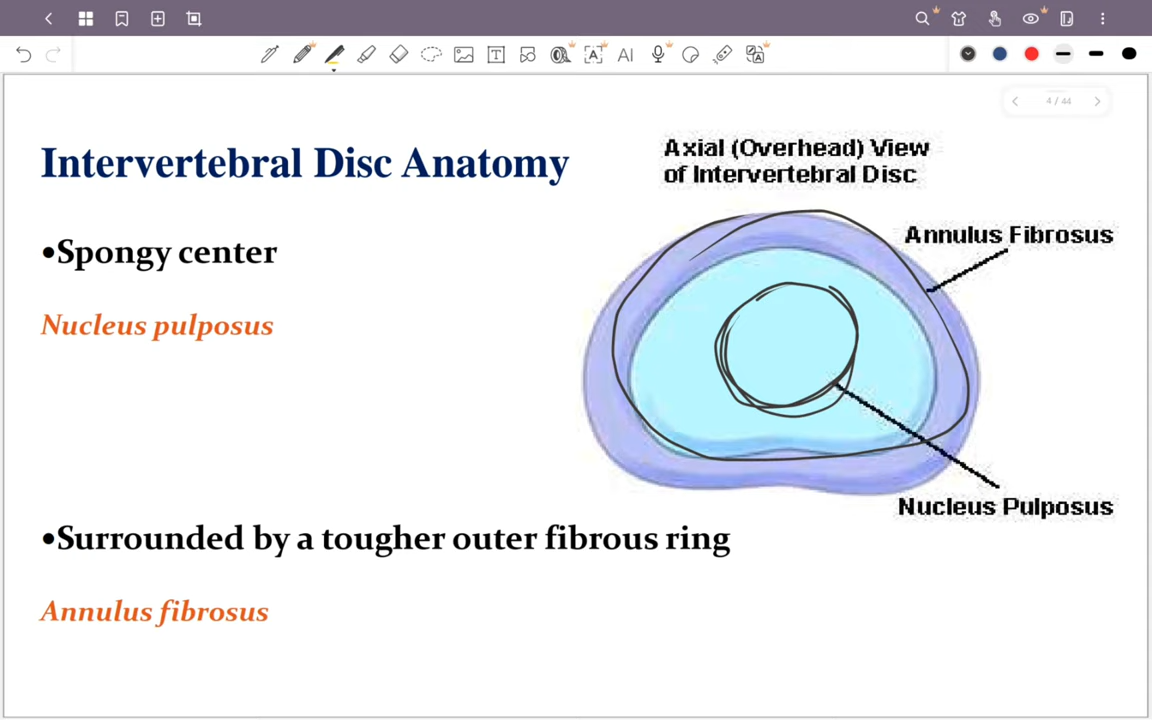 4 / 44
Intervertebral Disc Anatomy
Axial (Overhead) View
of Intervertebral Disc
Annulus Fibrosus
•Spongy center
Nucleus pulposus
Nucleus Pulposus
•Surrounded by a tougher outer fibrous ring
Annulus fibrosus